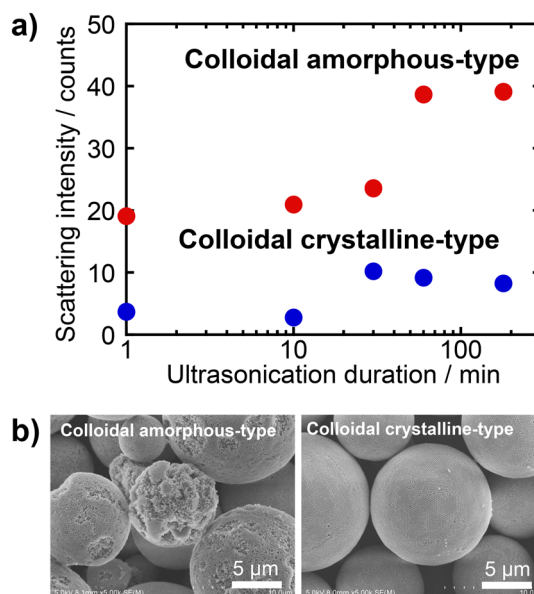 a)
50
40
30
20
10
0
Scattering intensity / counts
Colloidal amorphous-type
Colloidal crystalline-type
1
10
100
Ultrasonication duration / min
b)
Colloidal amorphous-type
5 μm
Colloidal crystalline-type
5 μm